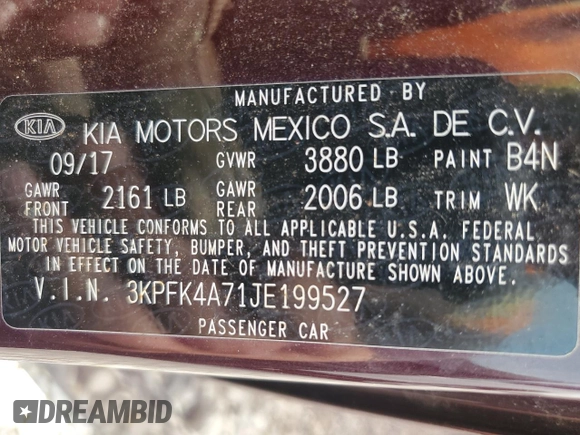 MANUFACTURED BY
KIA KIA MOTORS MEXICO S.A. DE C.V.
09/17 GVWR 3880 LB PAINT B4N
GAWR FRONT 2161 LB GAWR REAR 2006 LB TRIM WK
THIS VEHICLE CONFORMS TO ALL APPLICABLE U.S.A. FEDERAL
MOTOR VEHICLE SAFETY, BUMPER, AND THEFT PREVENTION STANDARDS
IN EFFECT ON THE DATE OF MANUFACTURE SHOWN ABOVE.
V.I.N. 3KPFK4A71JE199527
PASSENGER CAR
DREAMBID